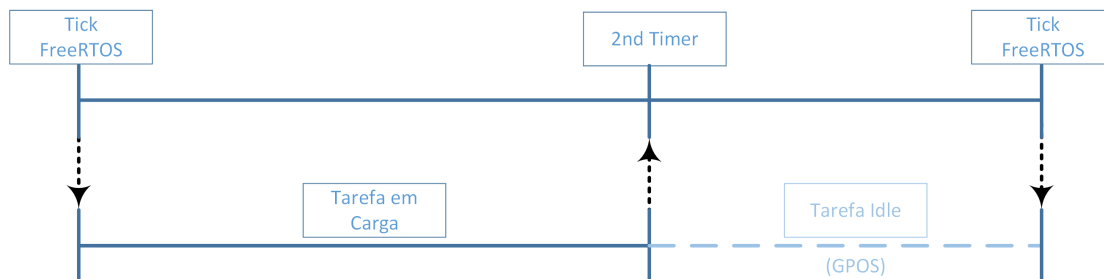 Tick
FreeRTOS
2nd Timer
Tick
FreeRTOS
Tarefa em
Carga
Tarefa Idle
(GPOS)